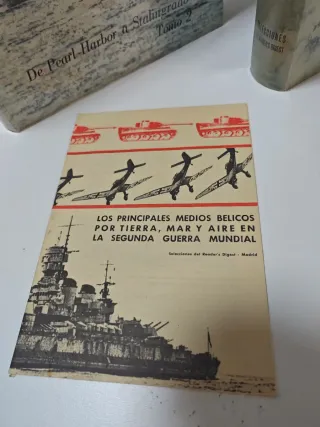 De Pearl-Harbor a Stalingrado
Tomo 2
LOS PRINCIPALES MEDIOS BELICOS
POR TIERRA, MAR Y AIRE EN
LA SEGUNDA GUERRA MUNDIAL
Selecciones del Reader's Digest - Madrid